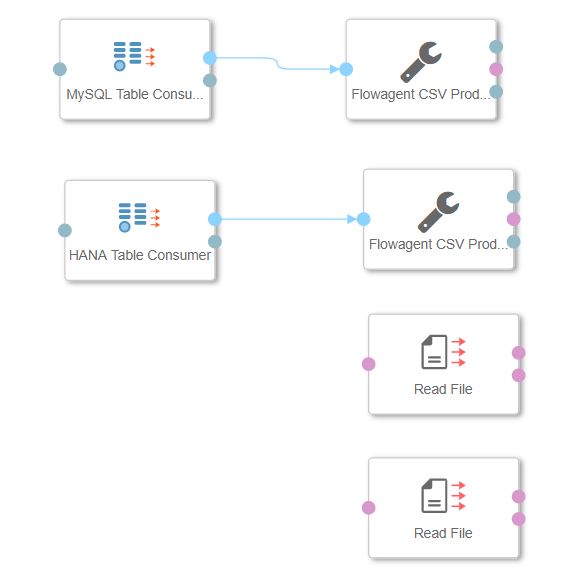 MySQL Table Consu...
Flowagent CSV Prod...
HANA Table Consumer
Flowagent CSV Prod...
Read File
Read File